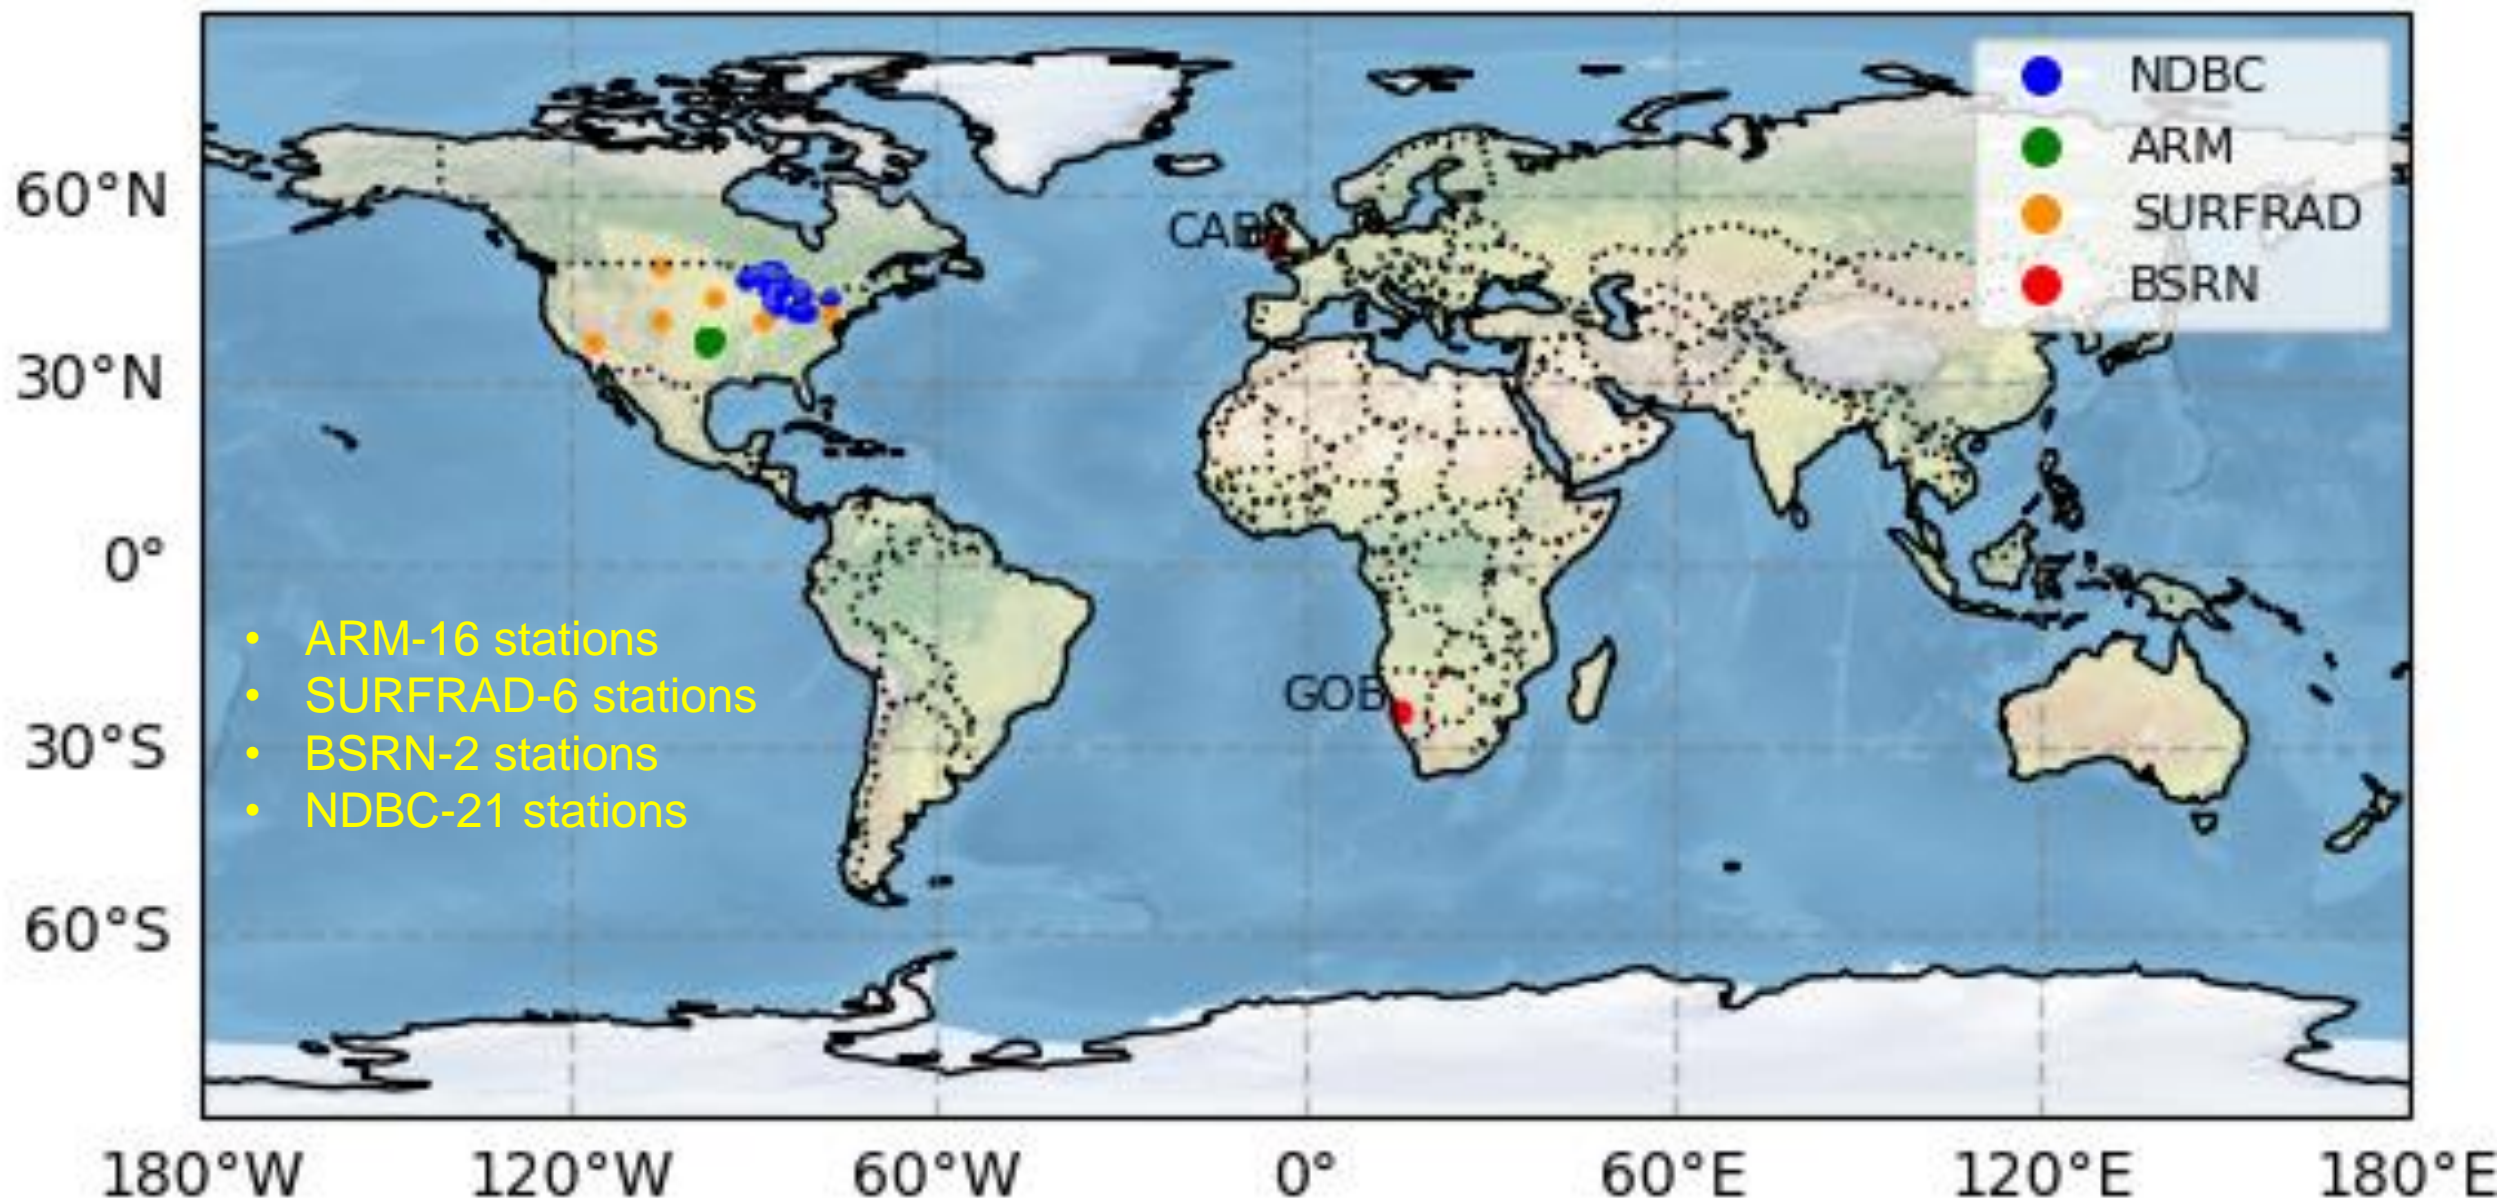 NDBC
ARM
SURFRAD
BSRN
60°N
30°N
0°
30°S
60°S
CAB
GOB
• ARM-16 stations
• SURFRAD-6 stations
• BSRN-2 stations
• NDBC-21 stations
180°W 120°W 60°W 0° 60°E 120°E 180°E